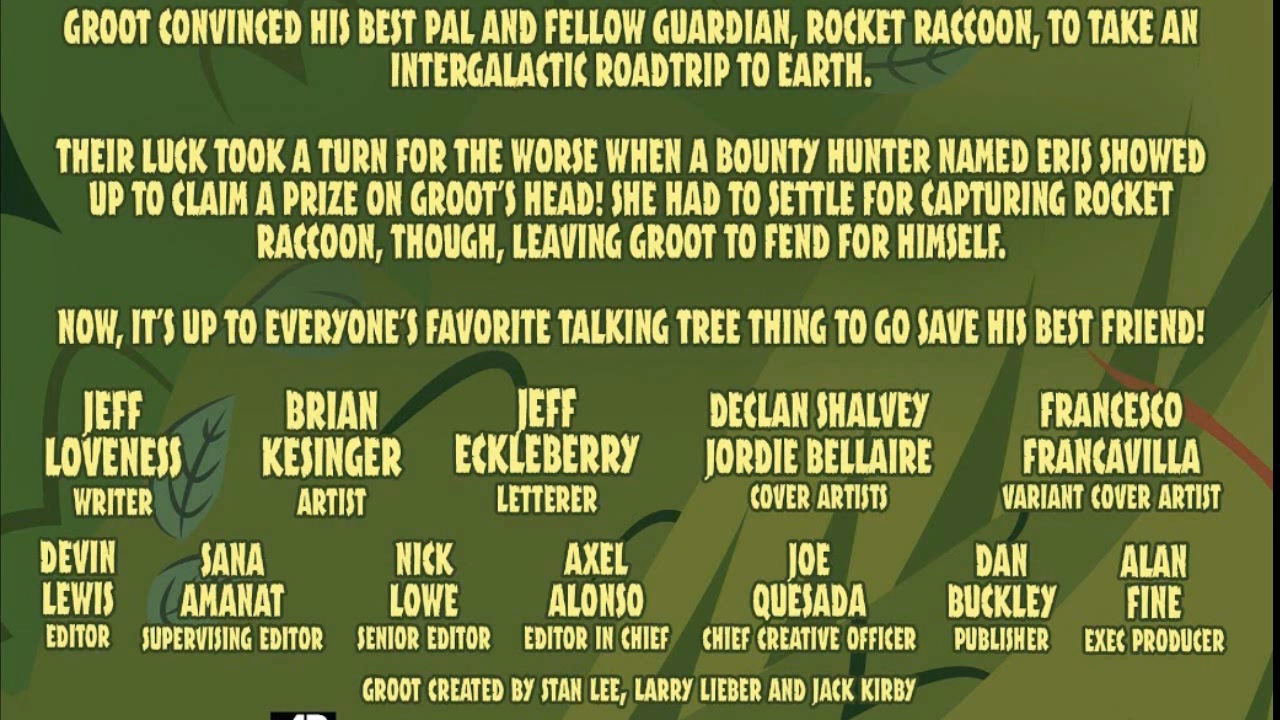 GROOT CONVINCED HIS BEST PAL AND FELLOW GUARDIAN, ROCKET RACCOON, TO TAKE AN
INTERGALACTIC ROADTRIP TO EARTH.
THEIR LUCK TOOK A TURN FOR THE WORSE WHEN A BOUNTY HUNTER NAMED ERIS SHOWED
UP TO CLAIM A PRIZE ON GROOT'S HEAD! SHE HAD TO SETTLE FOR CAPTURING ROCKET
RACCOON, THOUGH, LEAVING GROOT TO FEND FOR HIMSELF.
NOW, IT'S UP TO EVERYONE'S FAVORITE TALKING TREE THING TO GO SAVE HIS BEST FRIEND!
JEFF
LOVENESS
WRITER
BRIAN
KESINGER
ARTIST
JEFF
ECKLEBERRY
LETTERER
DECLAN SHALVEY
JORDIE BELLAIRE
COVER ARTISTS
FRANCESCO
FRANCAVILLA
VARIANT COVER ARTIST
DEVIN
LEWIS
EDITOR
SANA
AMANAT
SUPERVISING EDITOR
NICK
LOWE
SENIOR EDITOR
AXEL
ALONSO
EDITOR IN CHIEF
JOE
QUESADA
CHIEF CREATIVE OFFICER
DAN
BUCKLEY
PUBLISHER
ALAN
FINE
EXEC PRODUCER
GROOT CREATED BY STAN LEE, LARRY LIEBER AND JACK KIRBY